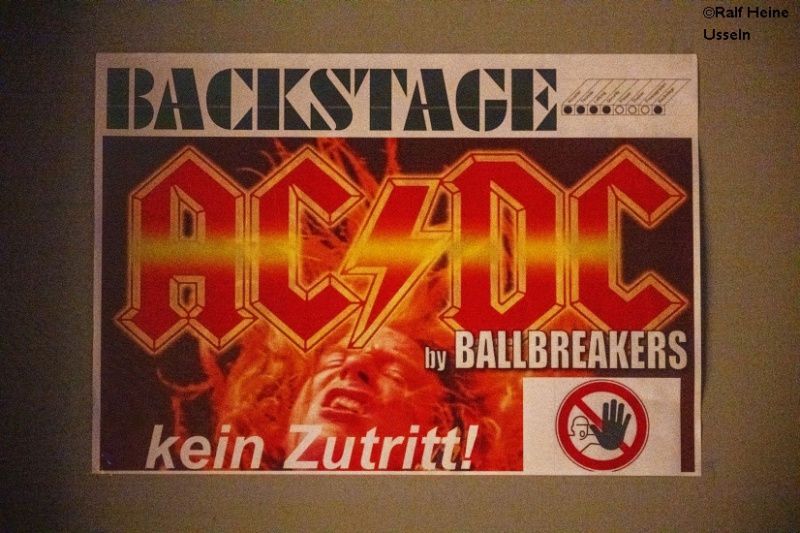 ©Ralf Heine
Usseln
BACKSTAGE
AC⚡DC
by BALLBREAKERS
kein Zutritt!